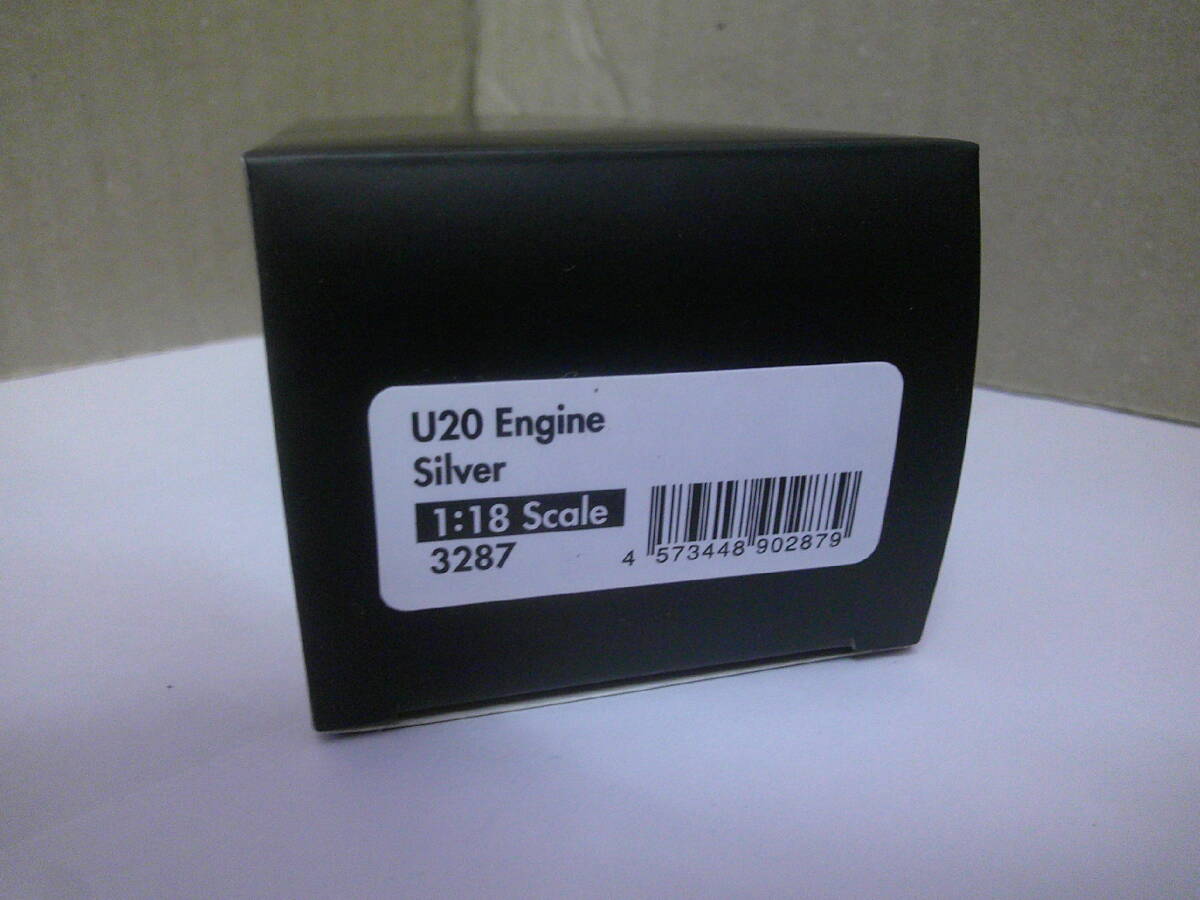 U20 Engine
Silver
1:18 Scale
3287
4 573448 902879